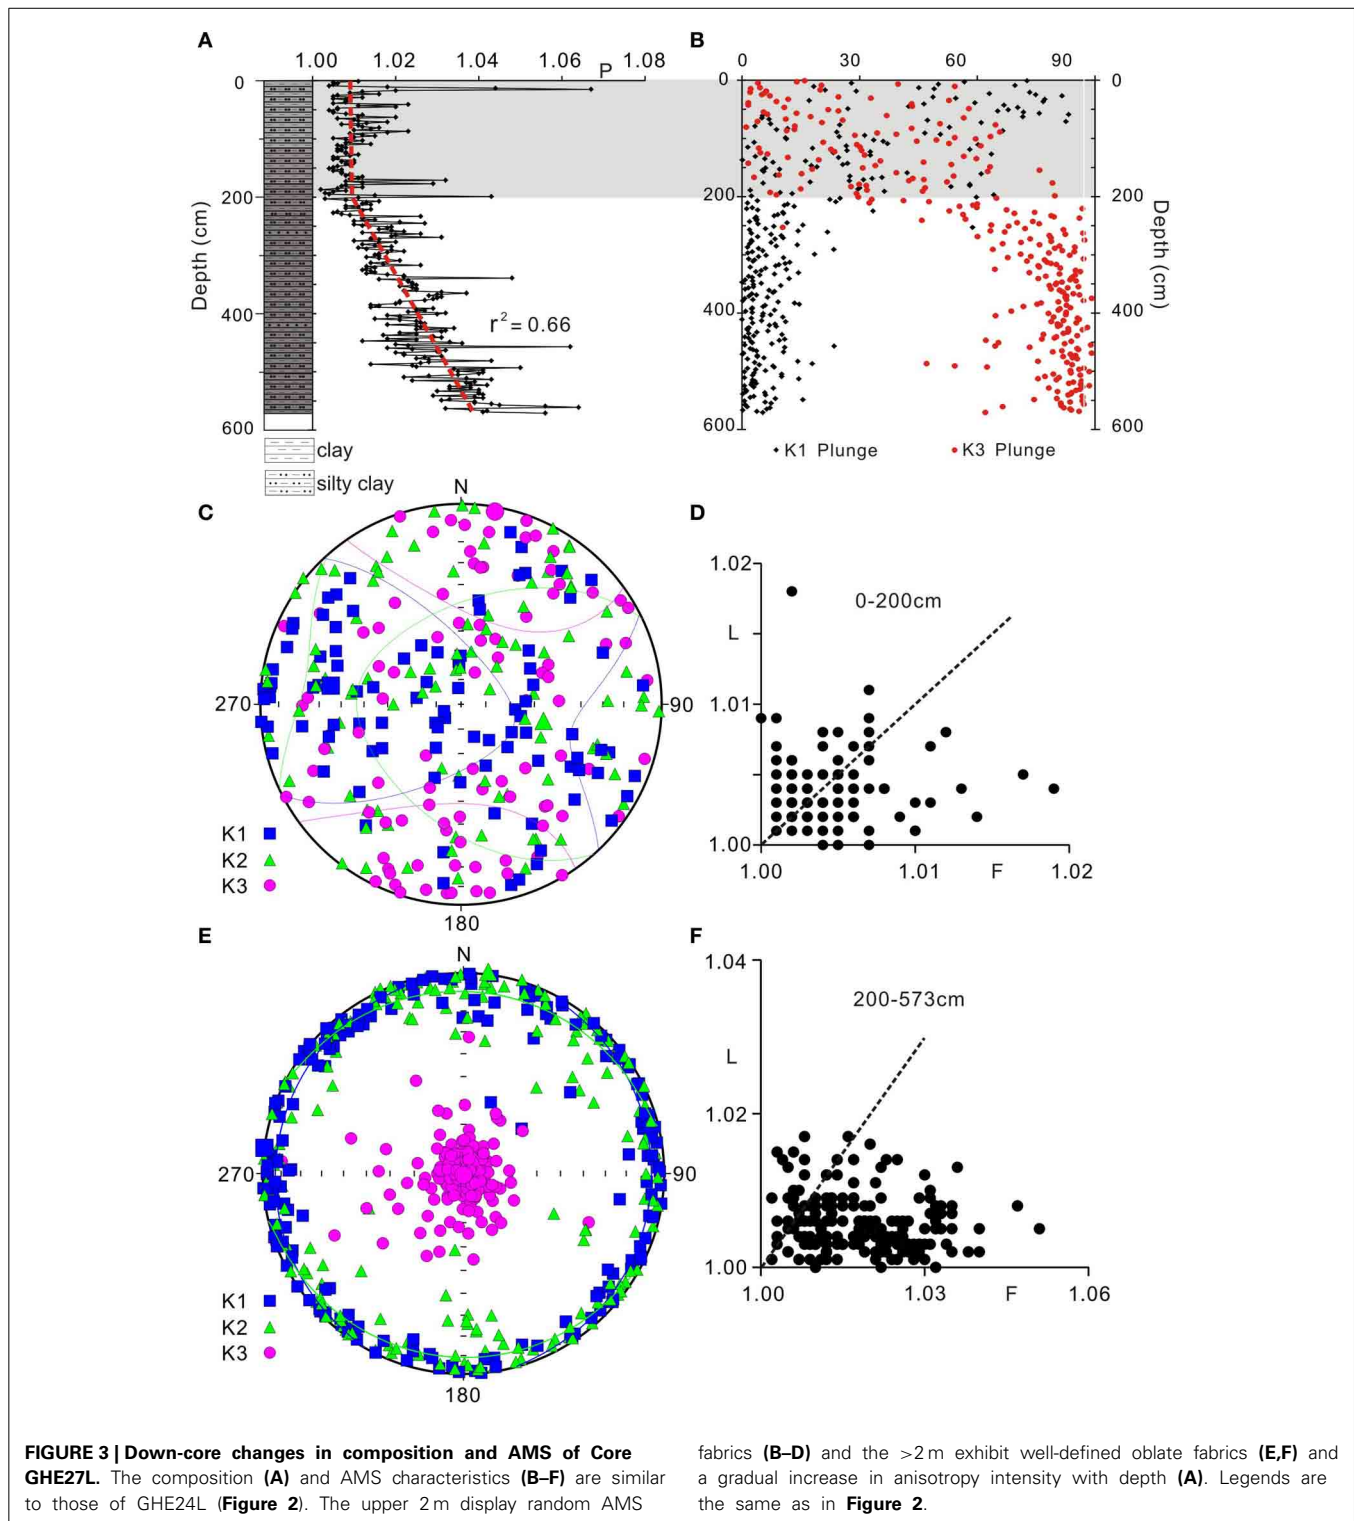 A
1.00 1.02 1.04 1.06 1.08
P
0
200
400
600
Depth (cm)
r2 = 0.66
clay
silty clay
B
0 30 60 90
0
200
400
600
0
200
400
600
Depth (cm)
K1 Plunge
K3 Plunge
C
N
270
90
180
K1
K2
K3
D
1.02
L
1.01
1.00
0-200cm
1.00 1.01 F 1.02
E
N
270
90
180
K1
K2
K3
F
1.04
L
1.02
1.00
200-573cm
1.00 1.03 F 1.06
FIGURE 3 | Down-core changes in composition and AMS of Core
GHE27L. The composition (A) and AMS characteristics (B–F) are similar
to those of GHE24L (Figure 2). The upper 2 m display random AMS
fabrics (B–D) and the >2 m exhibit well-defined oblate fabrics (E,F) and
a gradual increase in anisotropy intensity with depth (A). Legends are
the same as in Figure 2.